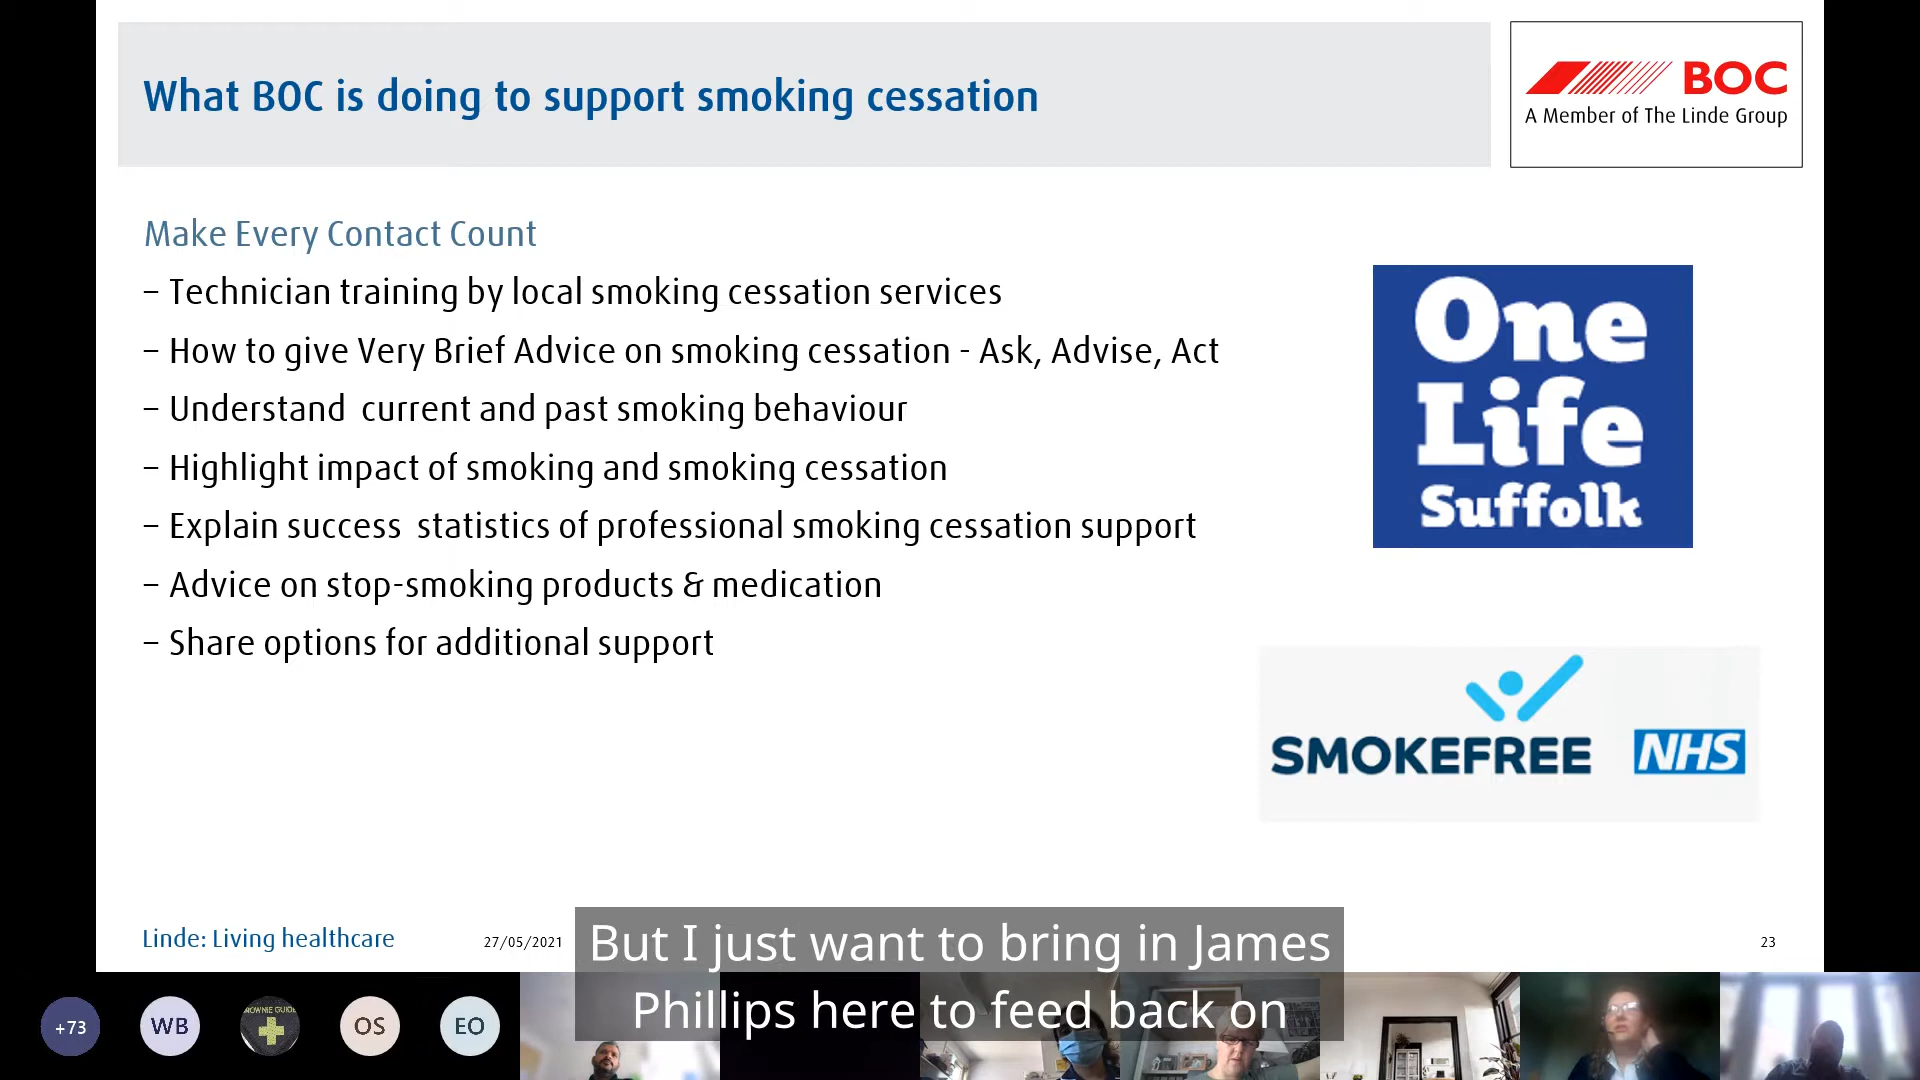 What BOC is doing to support smoking cessation
BOC
A Member of The Linde Group
Make Every Contact Count
– Technician training by local smoking cessation services
– How to give Very Brief Advice on smoking cessation - Ask, Advise, Act
– Understand  current and past smoking behaviour
– Highlight impact of smoking and smoking cessation
– Explain success  statistics of professional smoking cessation support
– Advice on stop-smoking products & medication
– Share options for additional support
One
Life
Suffolk
SMOKEFREE
NHS
Linde: Living healthcare
27/05/2021
23
But I just want to bring in James
Phillips here to feed back on
+73
WB
OS
EO